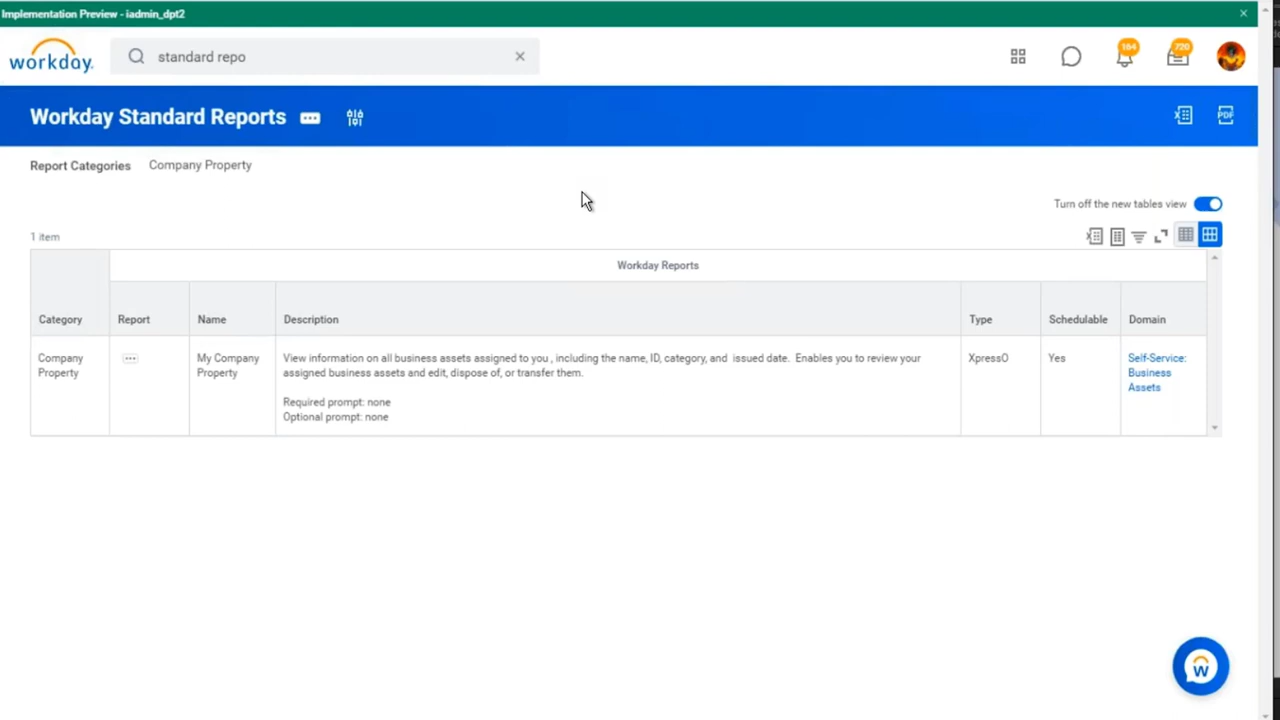 Implementation Preview - iadmin_dpt2
workday.
standard repo
164
720
Workday Standard Reports
PDF
Report Categories Company Property
Turn off the new tables view
1 item
Workday Reports
Category Report Name Description Type Schedulable Domain
Company My Company View information on all business assets assigned to you , including the name, ID, category, and issued date. Enables you to review your XpressO Yes Self-Service:
Property Property assigned business assets and edit, dispose of, or transfer them. Business
Assets
Required prompt: none
Optional prompt: none
W